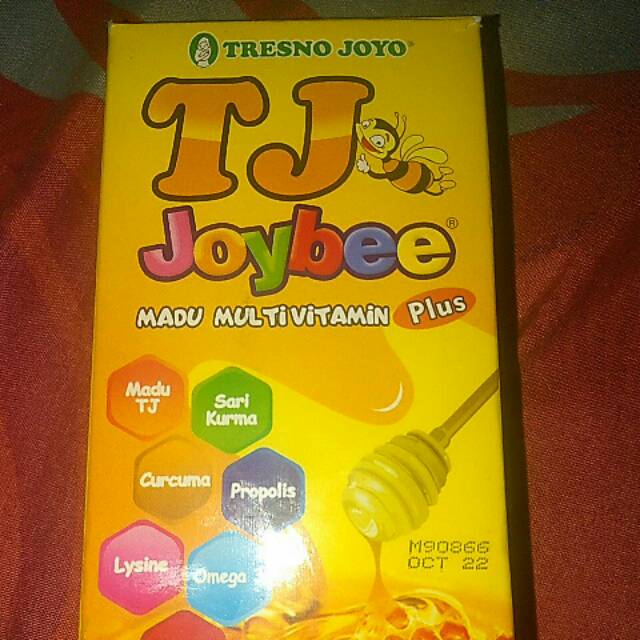 TRESNO JOYO®
TJ
Joybee®
MADU MULTIVITAMIN Plus
Madu
TJ
Sari
Kurma
Curcuma
Propolis
Lysine
Omega
M90866
OCT 22